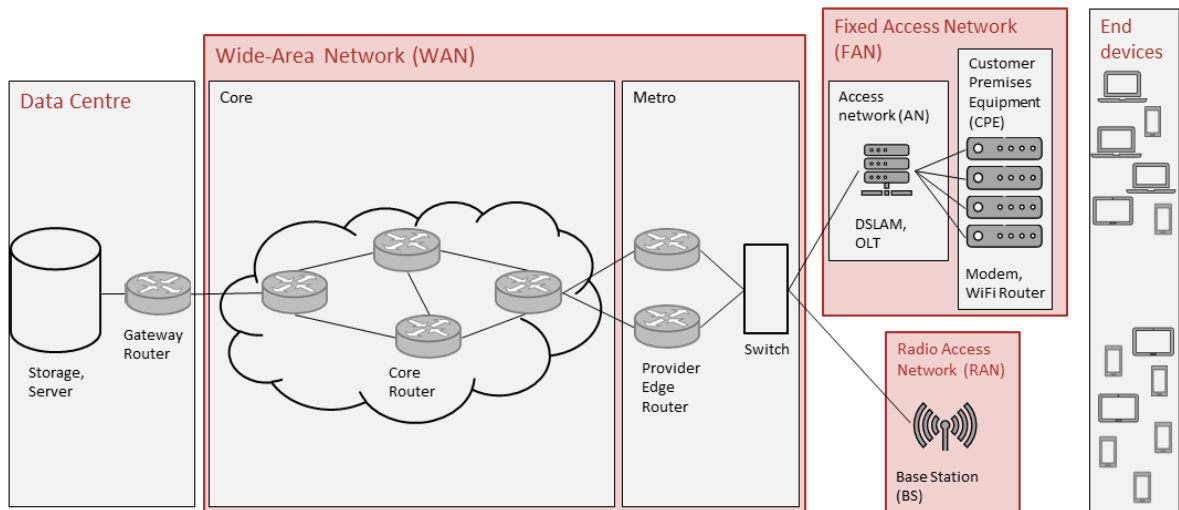 Data Centre
Storage,
Server
Gateway
Router
Wide-Area Network (WAN)
Core
Core
Router
Metro
Provider
Edge
Router
Switch
Fixed Access Network
(FAN)
Access
network (AN)
DSLAM,
OLT
Customer
Premises
Equipment
(CPE)
Modem,
WiFi Router
Radio Access
Network (RAN)
Base Station
(BS)
End
devices